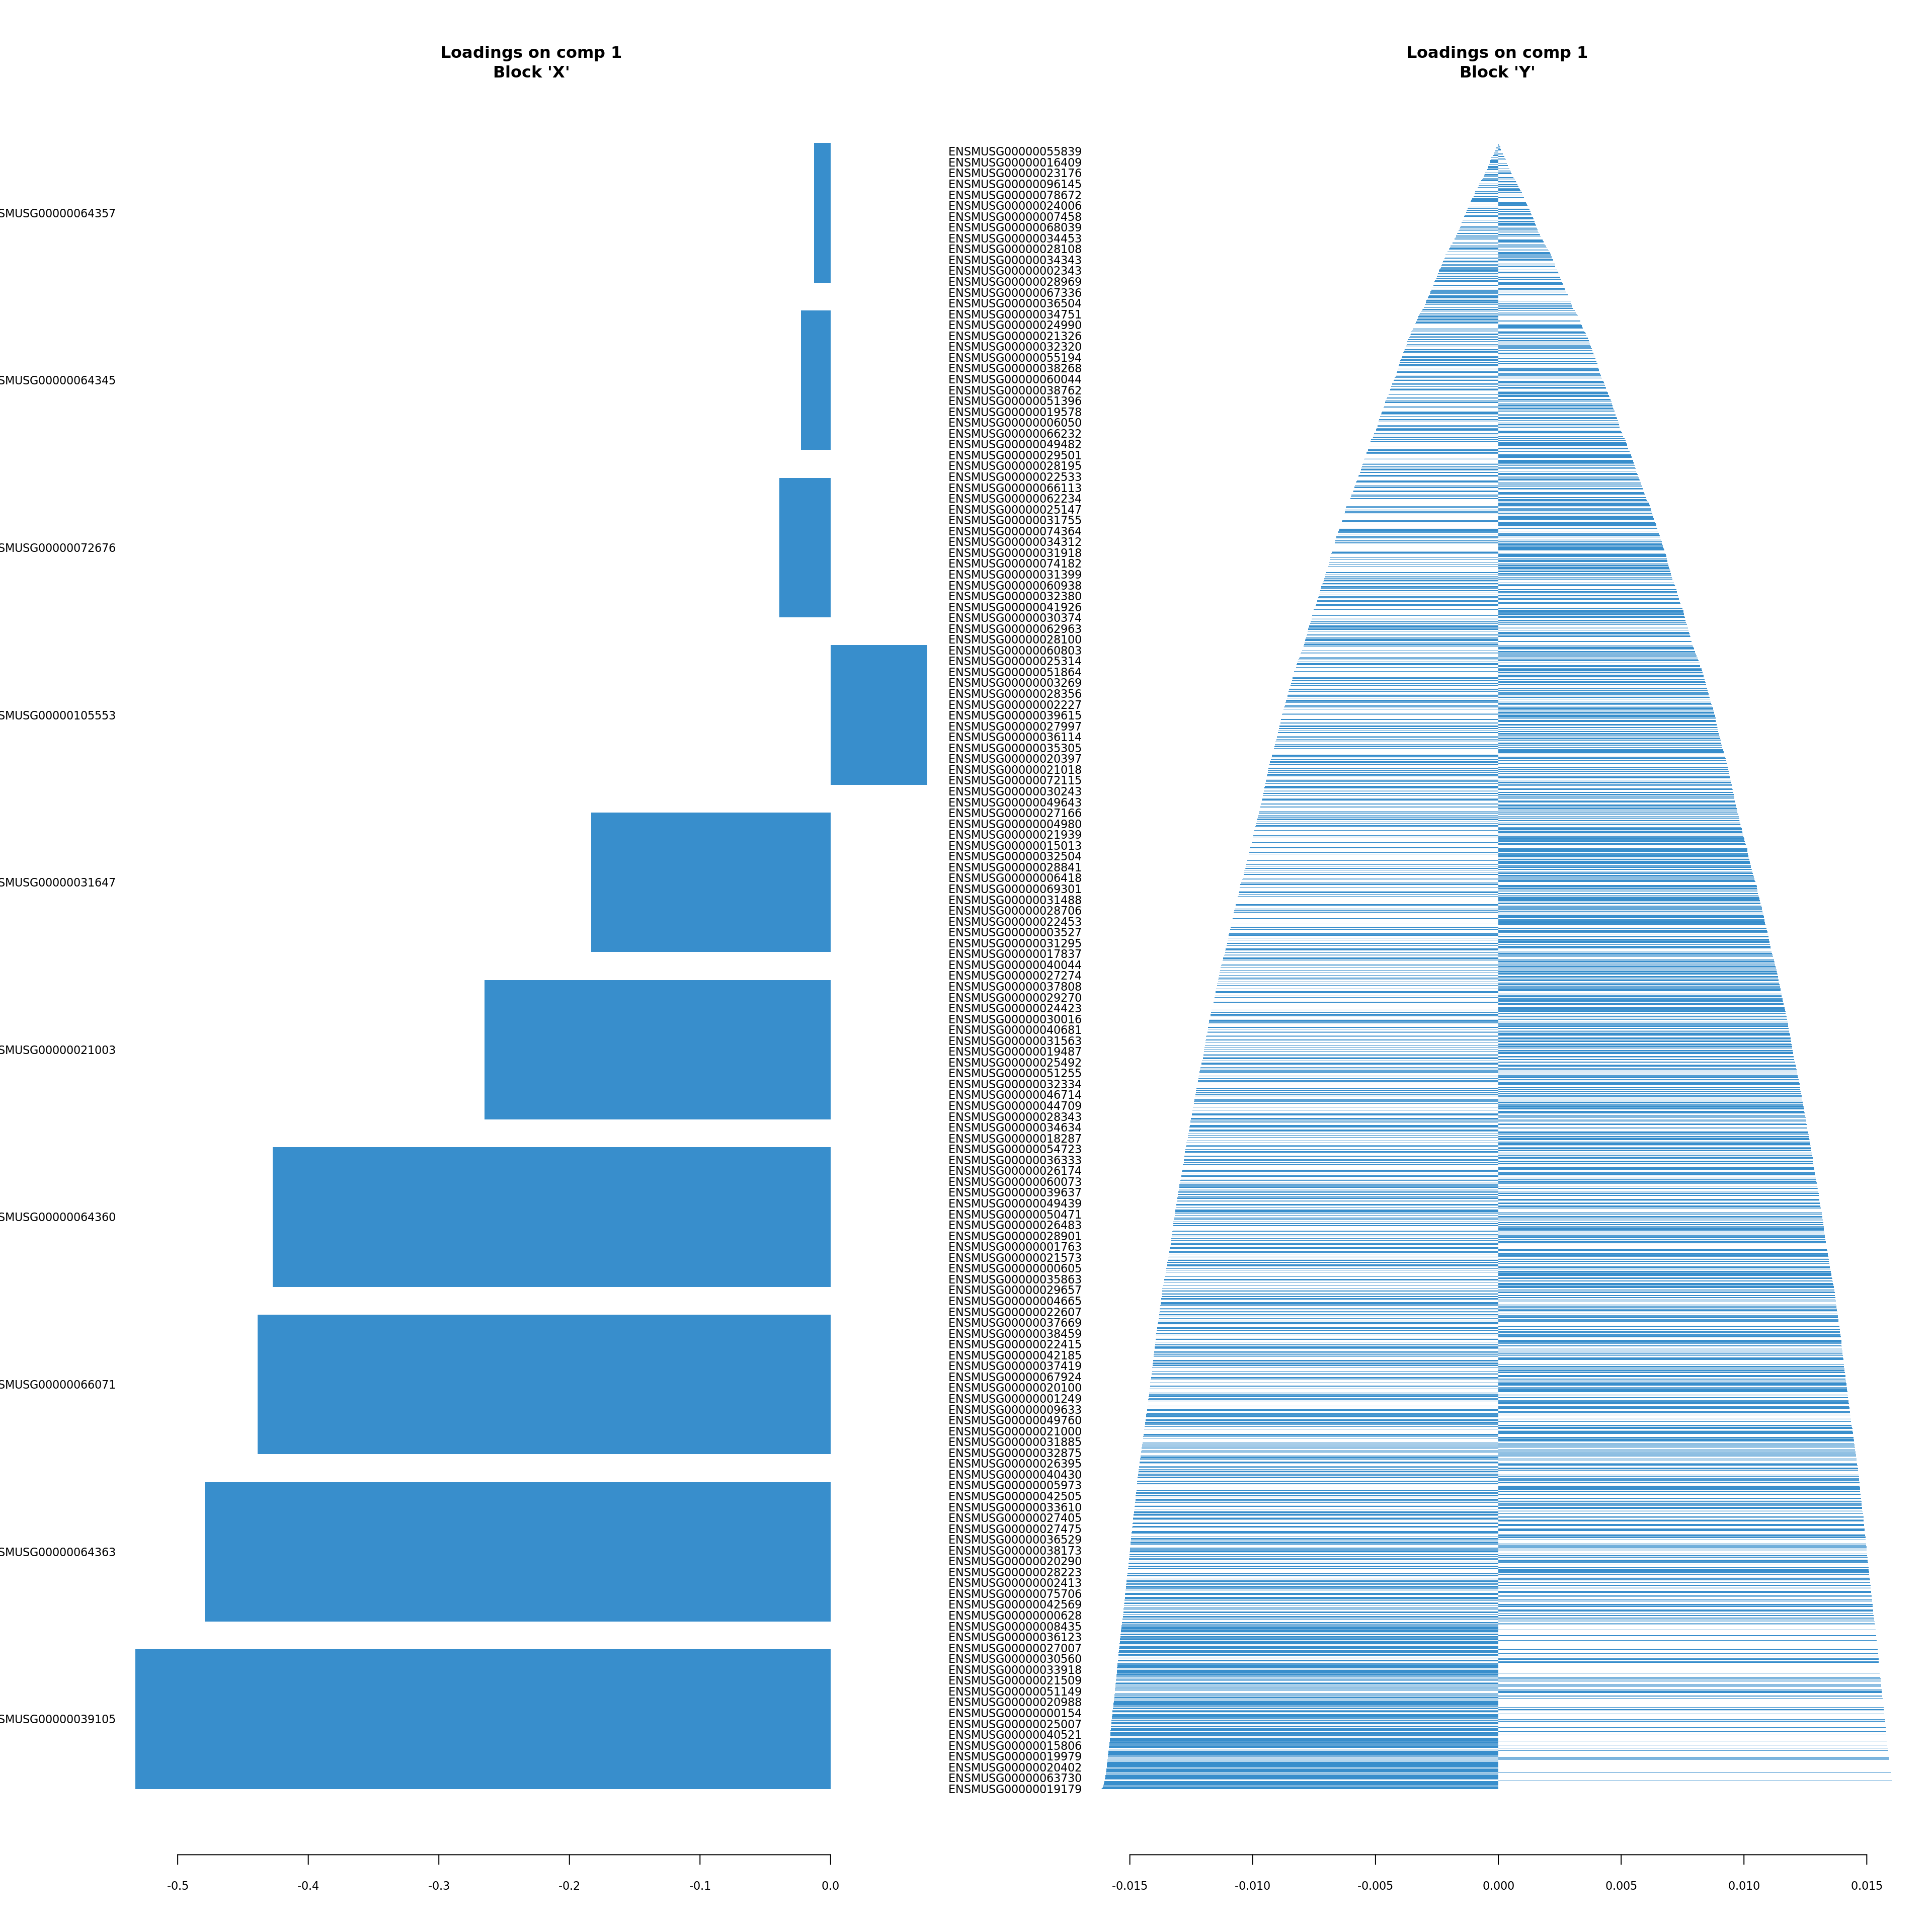 Loadings on comp 1
Block 'X'
SMUSG00000064357
SMUSG00000064345
SMUSG00000072676
SMUSG00000105553
SMUSG00000031647
SMUSG00000021003
SMUSG00000064360
SMUSG00000066071
SMUSG00000064363
SMUSG00000039105
-0.5
-0.4
-0.3
-0.2
-0.1
0.0
Loadings on comp 1
Block 'Y'
ENSMUSG00000055839
ENSMUSG00000016409
ENSMUSG00000023176
ENSMUSG00000096145
ENSMUSG00000078672
ENSMUSG00000024006
ENSMUSG00000007458
ENSMUSG00000068039
ENSMUSG00000034453
ENSMUSG00000028108
ENSMUSG00000034343
ENSMUSG00000002343
ENSMUSG00000028969
ENSMUSG00000067336
ENSMUSG00000036504
ENSMUSG00000034751
ENSMUSG00000024990
ENSMUSG00000021326
ENSMUSG00000032320
ENSMUSG00000055194
ENSMUSG00000038268
ENSMUSG00000060044
ENSMUSG00000038762
ENSMUSG00000051396
ENSMUSG00000019578
ENSMUSG00000006050
ENSMUSG00000066232
ENSMUSG00000049482
ENSMUSG00000029501
ENSMUSG00000028195
ENSMUSG00000022533
ENSMUSG00000066113
ENSMUSG00000062234
ENSMUSG00000025147
ENSMUSG00000031755
ENSMUSG00000074364
ENSMUSG00000034312
ENSMUSG00000031918
ENSMUSG00000074182
ENSMUSG00000031399
ENSMUSG00000060938
ENSMUSG00000032380
ENSMUSG00000041926
ENSMUSG00000030374
ENSMUSG00000062963
ENSMUSG00000028100
ENSMUSG00000060803
ENSMUSG00000025314
ENSMUSG00000051864
ENSMUSG00000003269
ENSMUSG00000028356
ENSMUSG00000002227
ENSMUSG00000039615
ENSMUSG00000027997
ENSMUSG00000036114
ENSMUSG00000035305
ENSMUSG00000020397
ENSMUSG00000021018
ENSMUSG00000072115
ENSMUSG00000030243
ENSMUSG00000049643
ENSMUSG00000027166
ENSMUSG00000004980
ENSMUSG00000021939
ENSMUSG00000015013
ENSMUSG00000032504
ENSMUSG00000028841
ENSMUSG00000006418
ENSMUSG00000069301
ENSMUSG00000031488
ENSMUSG00000028706
ENSMUSG00000022453
ENSMUSG00000003527
ENSMUSG00000031295
ENSMUSG00000017837
ENSMUSG00000040044
ENSMUSG00000027274
ENSMUSG00000037808
ENSMUSG00000029270
ENSMUSG00000024423
ENSMUSG00000030016
ENSMUSG00000040681
ENSMUSG00000031563
ENSMUSG00000019487
ENSMUSG00000025492
ENSMUSG00000051255
ENSMUSG00000032334
ENSMUSG00000046714
ENSMUSG00000044709
ENSMUSG00000028343
ENSMUSG00000034634
ENSMUSG00000018287
ENSMUSG00000054723
ENSMUSG00000036333
ENSMUSG00000026174
ENSMUSG00000060073
ENSMUSG00000039637
ENSMUSG00000049439
ENSMUSG00000050471
ENSMUSG00000026483
ENSMUSG00000028901
ENSMUSG00000001763
ENSMUSG00000021573
ENSMUSG00000000605
ENSMUSG00000035863
ENSMUSG00000029657
ENSMUSG00000004665
ENSMUSG00000022607
ENSMUSG00000037669
ENSMUSG00000038459
ENSMUSG00000022415
ENSMUSG00000042185
ENSMUSG00000037419
ENSMUSG00000067924
ENSMUSG00000020100
ENSMUSG00000001249
ENSMUSG00000009633
ENSMUSG00000049760
ENSMUSG00000021000
ENSMUSG00000031885
ENSMUSG00000032875
ENSMUSG00000026395
ENSMUSG00000040430
ENSMUSG00000005973
ENSMUSG00000042505
ENSMUSG00000033610
ENSMUSG00000027405
ENSMUSG00000027475
ENSMUSG00000036529
ENSMUSG00000038173
ENSMUSG00000020290
ENSMUSG00000028223
ENSMUSG00000002413
ENSMUSG00000075706
ENSMUSG00000042569
ENSMUSG00000000628
ENSMUSG00000008435
ENSMUSG00000036123
ENSMUSG00000027007
ENSMUSG00000030560
ENSMUSG00000033918
ENSMUSG00000021509
ENSMUSG00000051149
ENSMUSG00000020988
ENSMUSG00000000154
ENSMUSG00000025007
ENSMUSG00000040521
ENSMUSG00000015806
ENSMUSG00000019979
ENSMUSG00000020402
ENSMUSG00000063730
ENSMUSG00000019179
-0.015
-0.010
-0.005
0.000
0.005
0.010
0.015